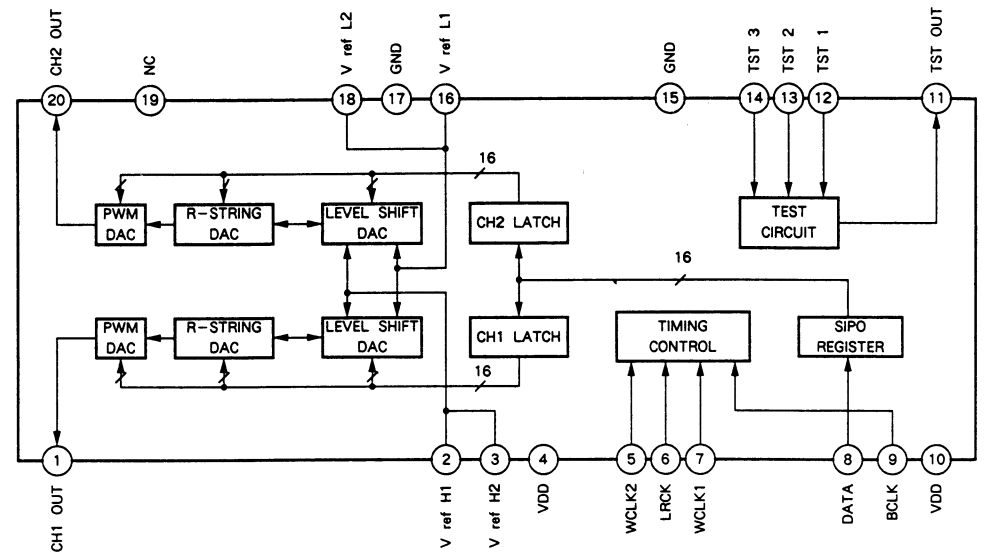 CH2 OUT
NC
V ref L2
GND
V ref L1
GND
TST 3
TST 2
TST 1
TST OUT
20
19
18
17
16
15
14
13
12
11
16
PWM
DAC
R-STRING
DAC
LEVEL SHIFT
DAC
CH2 LATCH
TEST
CIRCUIT
16
PWM
DAC
R-STRING
DAC
LEVEL SHIFT
DAC
CH1 LATCH
TIMING
CONTROL
SIPO
REGISTER
16
1
2
3
4
5
6
7
8
9
10
CH1 OUT
V ref H1
V ref H2
VDD
WCLK2
LRCK
WCLK1
DATA
BCLK
VDD